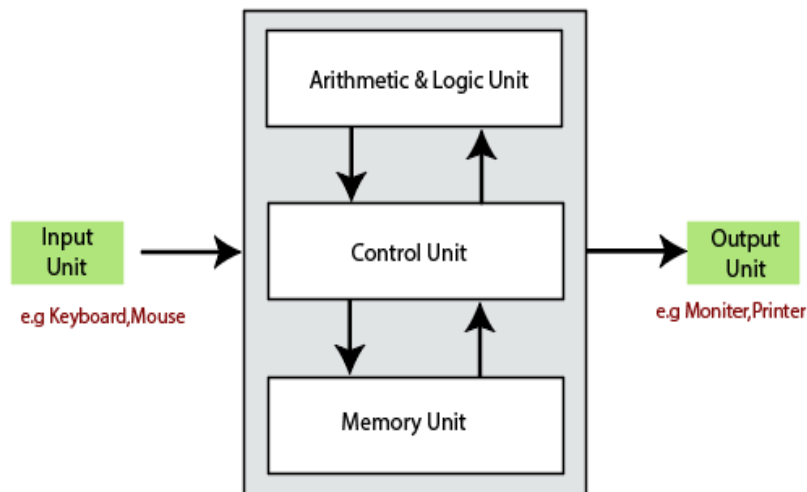 Arithmetic & Logic Unit
Input
Unit
Control Unit
Output
Unit
e.g Keyboard,Mouse
e.g Moniter,Printer
Memory Unit